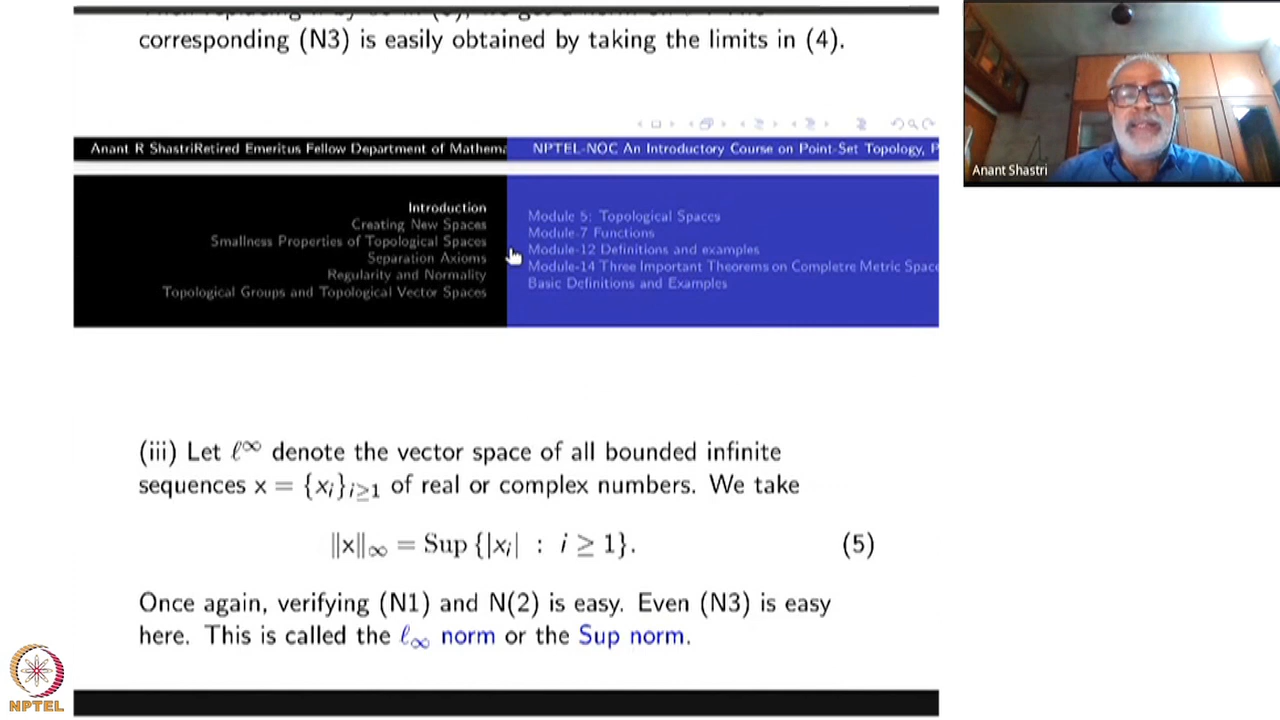 corresponding (N3) is easily obtained by taking the limits in (4).
Anant R ShastriRetired Emeritus Fellow Department of Mathema
NPTEL-NOC An Introductory Course on Point-Set Topology, P
Introduction
Creating New Spaces
Smallness Properties of Topological Spaces
Separation Axioms
Regularity and Normality
Topological Groups and Topological Vector Spaces
Module 5: Topological Spaces
Module-7 Functions
Module-12 Definitions and examples
Module-14 Three Important Theorems on Completre Metric Space
Basic Definitions and Examples
Anant Shastri
(iii) Let ℓ^∞ denote the vector space of all bounded infinite
sequences x = {x_i}_{i≥1} of real or complex numbers. We take
‖x‖_∞ = Sup {|x_i| : i ≥ 1}. (5)
Once again, verifying (N1) and N(2) is easy. Even (N3) is easy
here. This is called the ℓ_∞ norm or the Sup norm.
NPTEL